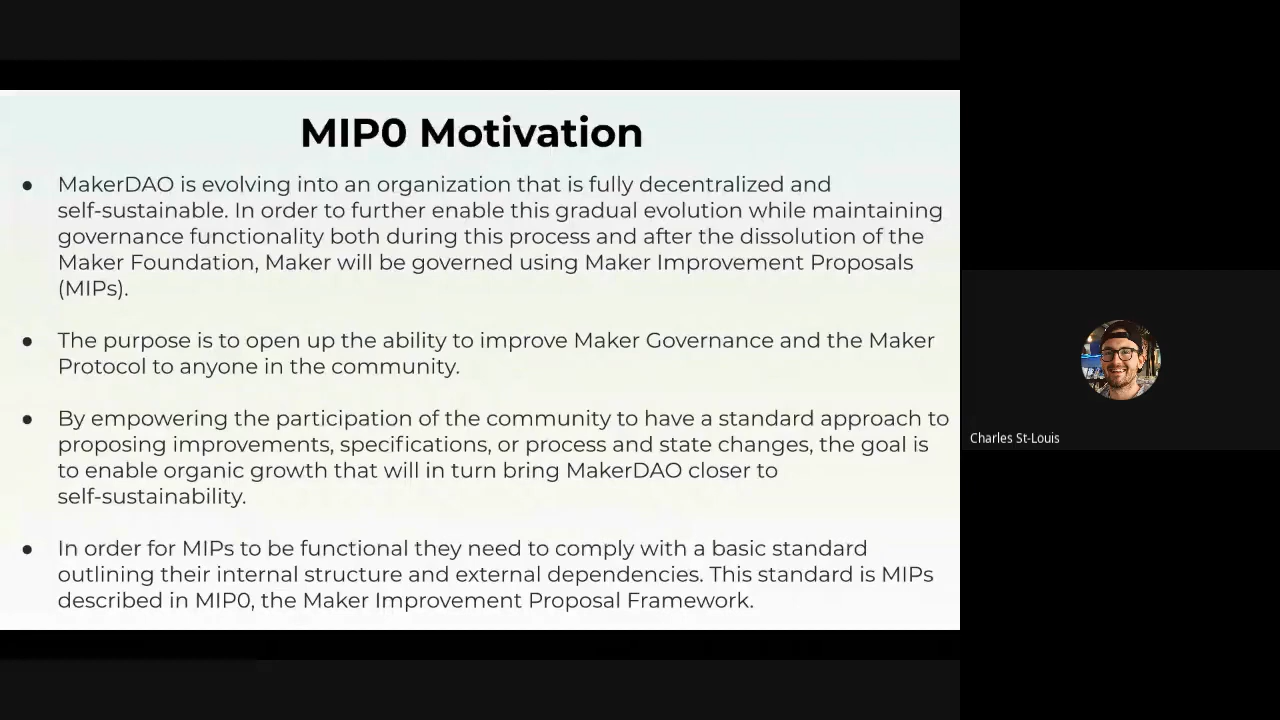 MIP0 Motivation
● MakerDAO is evolving into an organization that is fully decentralized and
self-sustainable. In order to further enable this gradual evolution while maintaining
governance functionality both during this process and after the dissolution of the
Maker Foundation, Maker will be governed using Maker Improvement Proposals
(MIPs).
● The purpose is to open up the ability to improve Maker Governance and the Maker
Protocol to anyone in the community.
● By empowering the participation of the community to have a standard approach to
proposing improvements, specifications, or process and state changes, the goal is
to enable organic growth that will in turn bring MakerDAO closer to
self-sustainability.
● In order for MIPs to be functional they need to comply with a basic standard
outlining their internal structure and external dependencies. This standard is MIPs
described in MIP0, the Maker Improvement Proposal Framework.
Charles St-Louis